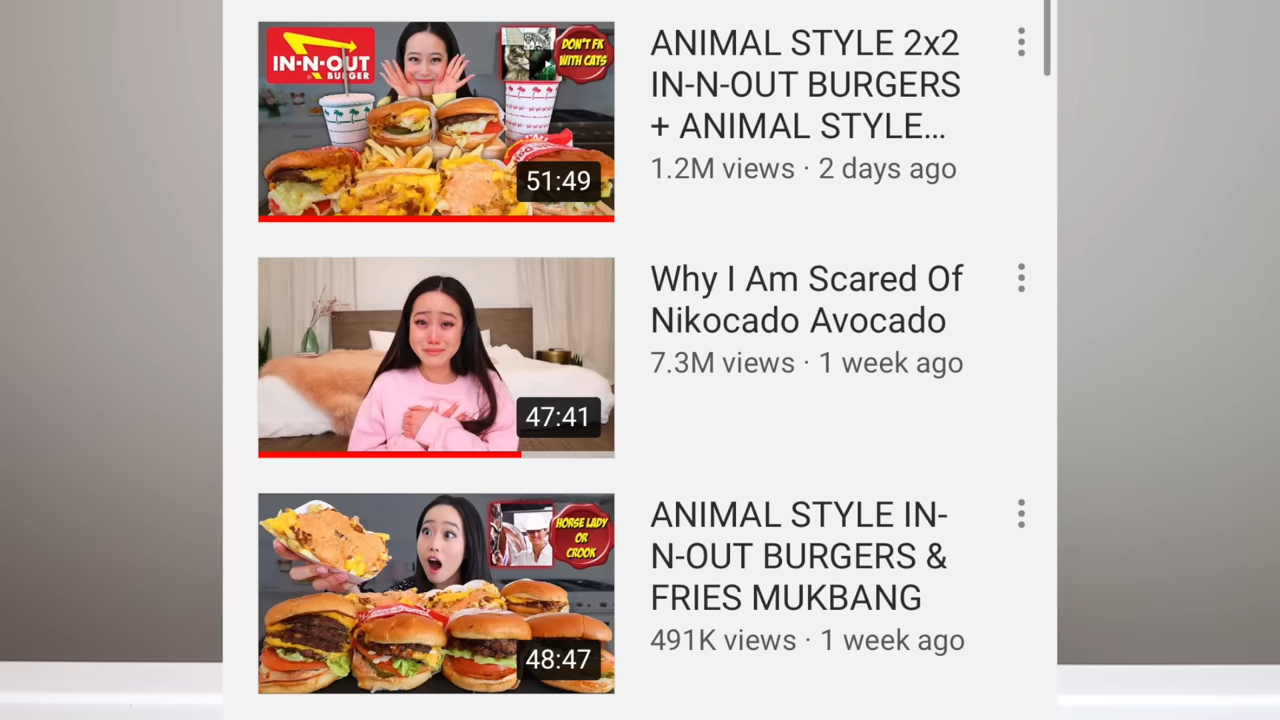 IN-N-OUT
BURGER
DON'T FK
WITH CATS
51:49
ANIMAL STYLE 2x2
IN-N-OUT BURGERS
+ ANIMAL STYLE...
1.2M views · 2 days ago
47:41
Why I Am Scared Of
Nikocado Avocado
7.3M views · 1 week ago
HORSE LADY
OR
CROOK
48:47
ANIMAL STYLE IN-
N-OUT BURGERS &
FRIES MUKBANG
491K views · 1 week ago